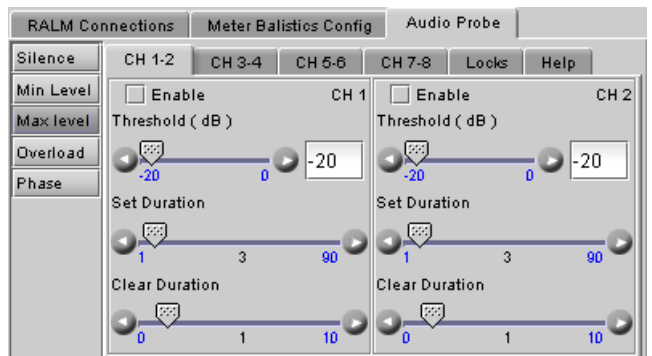 RALM Connections Meter Balistics Config Audio Probe
Silence
Min Level
Max level
Overload
Phase
CH 1-2 CH 3-4 CH 5-6 CH 7-8 Locks Help
Enable CH 1
Threshold ( dB )
-20 0 -20
Set Duration
1 3 90
Clear Duration
0 1 10
Enable CH 2
Threshold ( dB )
-20 0 -20
Set Duration
1 3 90
Clear Duration
0 1 10